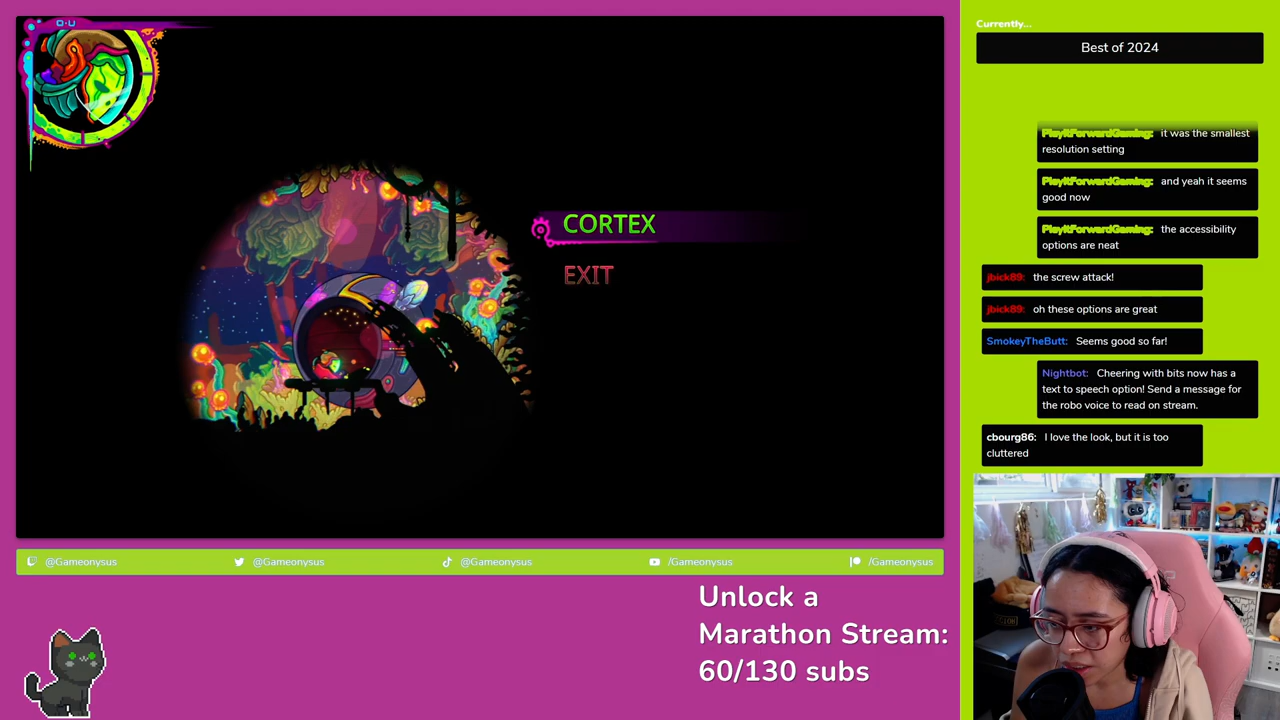 CORTEX
EXIT
Currently...
Best of 2024
PlayItForwardGaming: it was the smallest
resolution setting
PlayItForwardGaming: and yeah it seems
good now
PlayItForwardGaming: the accessibility
options are neat
jbick89: the screw attack!
jbick89: oh these options are great
SmokeyTheButt: Seems good so far!
Nightbot: Cheering with bits now has a
text to speech option! Send a message for
the robo voice to read on stream.
cbourg86: I love the look, but it is too
cluttered
@Gameonysus
@Gameonysus
@Gameonysus
/Gameonysus
/Gameonysus
Unlock a
Marathon Stream:
60/130 subs